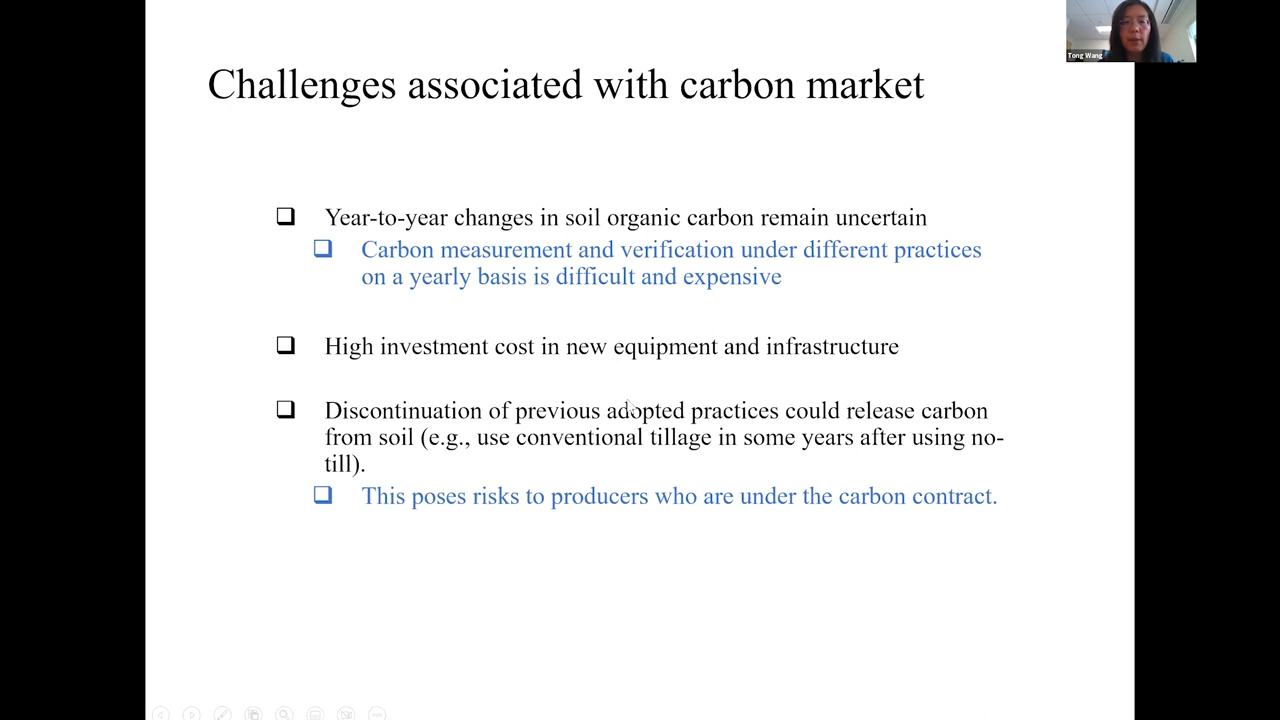 Tong Wang
Challenges associated with carbon market
Year-to-year changes in soil organic carbon remain uncertain
Carbon measurement and verification under different practices
on a yearly basis is difficult and expensive
High investment cost in new equipment and infrastructure
Discontinuation of previous adopted practices could release carbon
from soil (e.g., use conventional tillage in some years after using no-
till).
This poses risks to producers who are under the carbon contract.